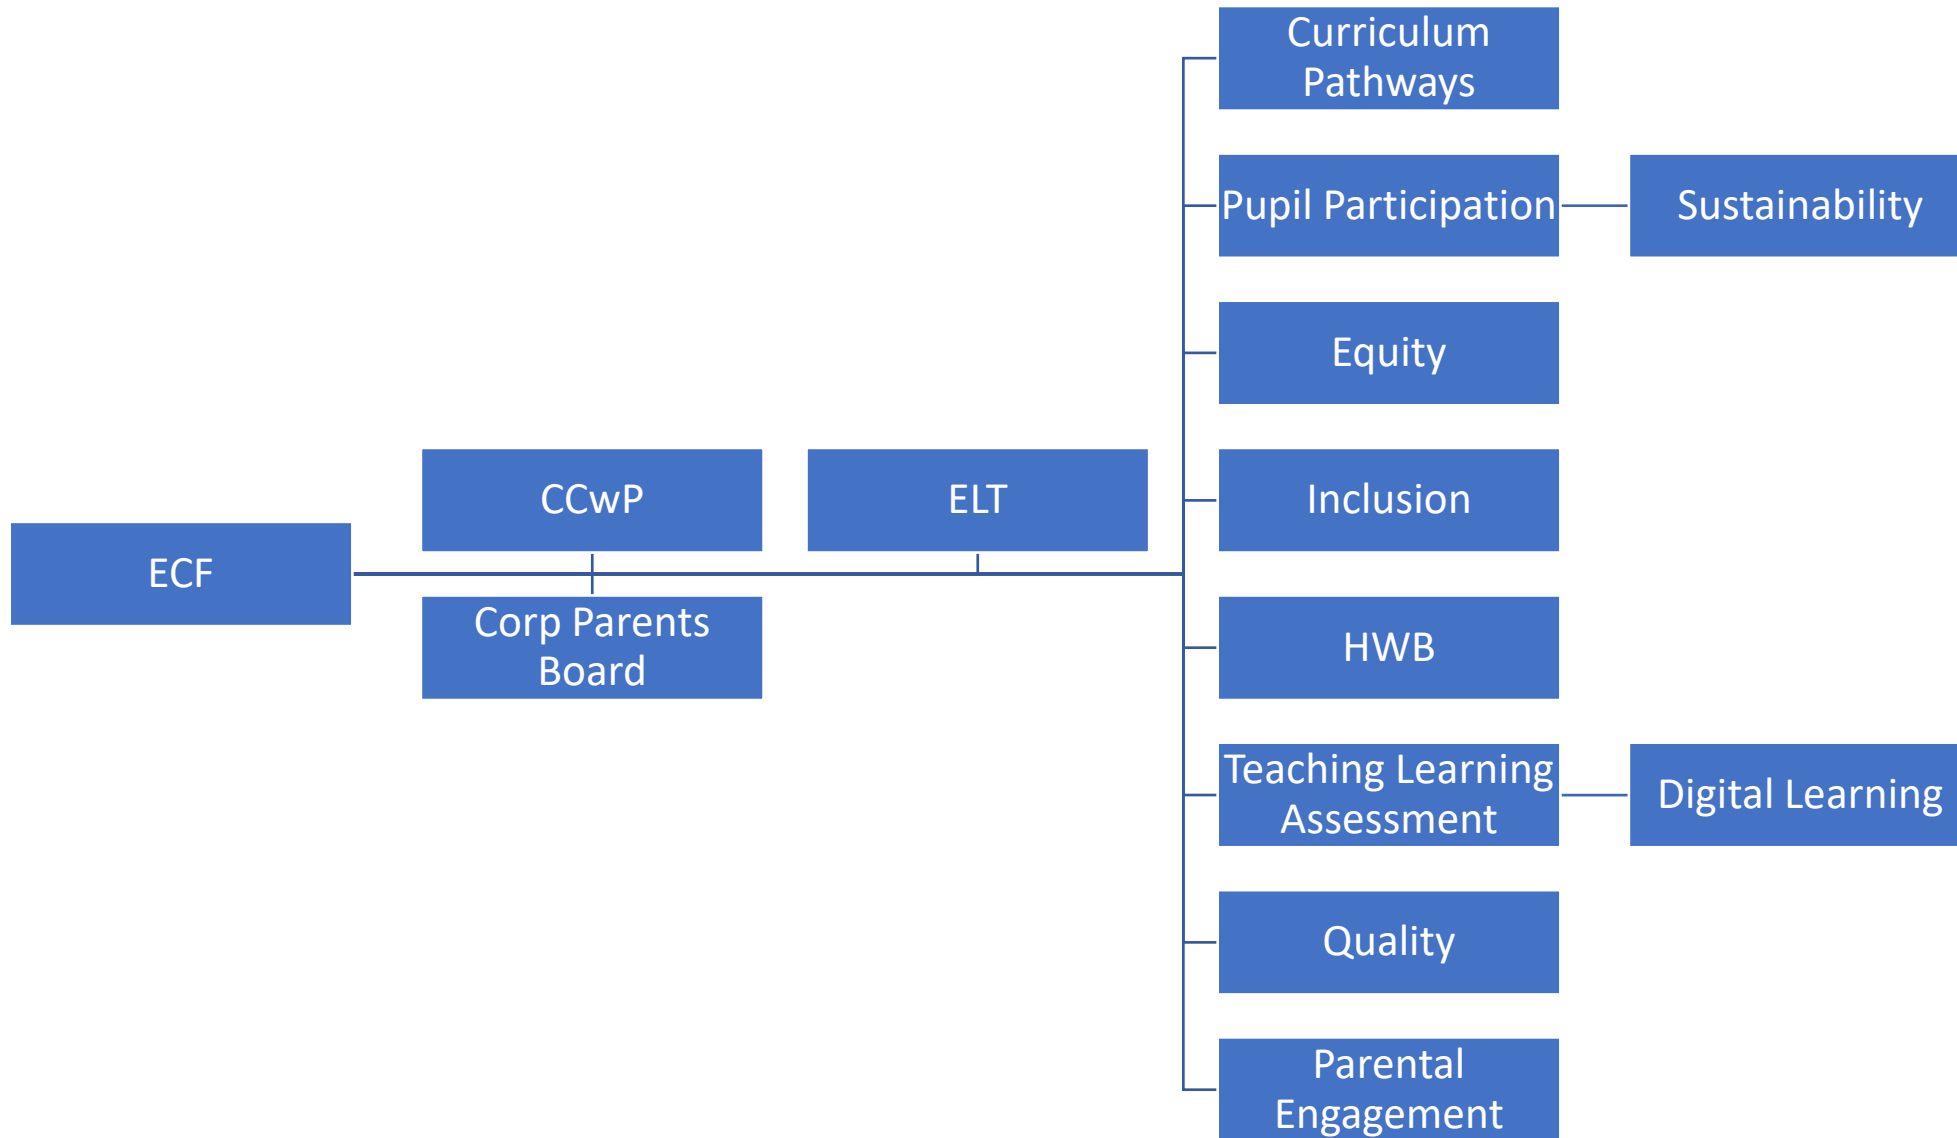 Curriculum
Pathways
Pupil Participation
Sustainability
Equity
CCwP
ELT
Inclusion
ECF
Corp Parents
Board
HWB
Teaching Learning
Assessment
Digital Learning
Quality
Parental
Engagement